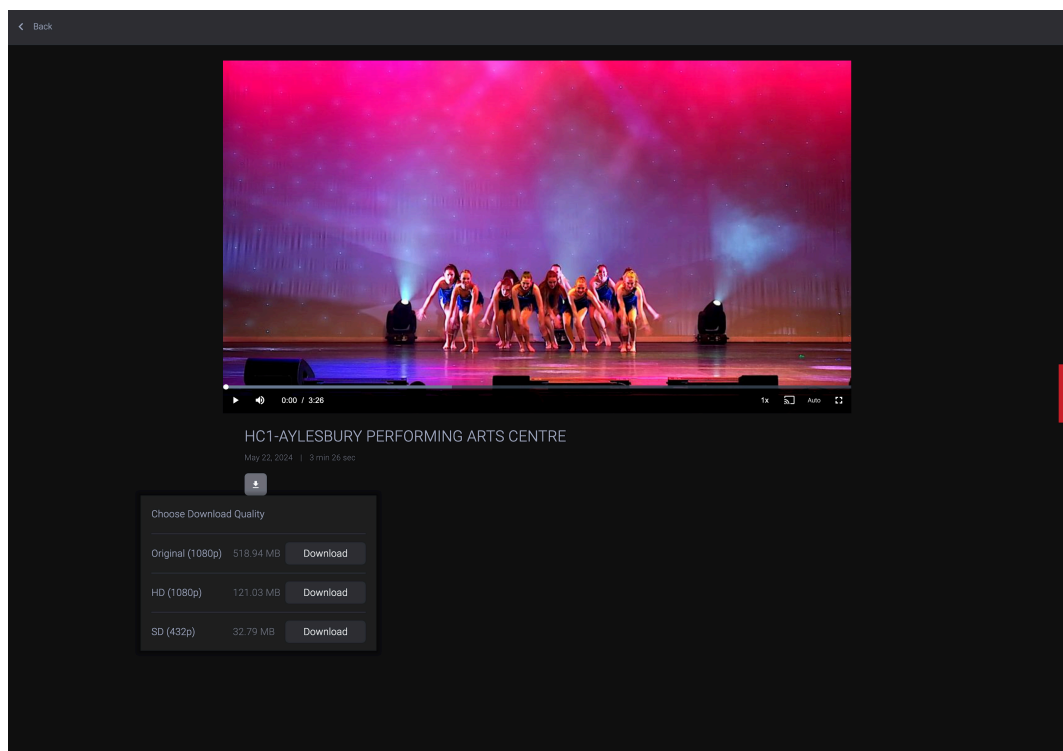 Back
0:00 / 3:26
1x
Auto
HC1-AYLESBURY PERFORMING ARTS CENTRE
May 22, 2024 | 3 min 26 sec
Choose Download Quality
Original (1080p) 518.94 MB Download
HD (1080p) 121.03 MB Download
SD (432p) 32.79 MB Download